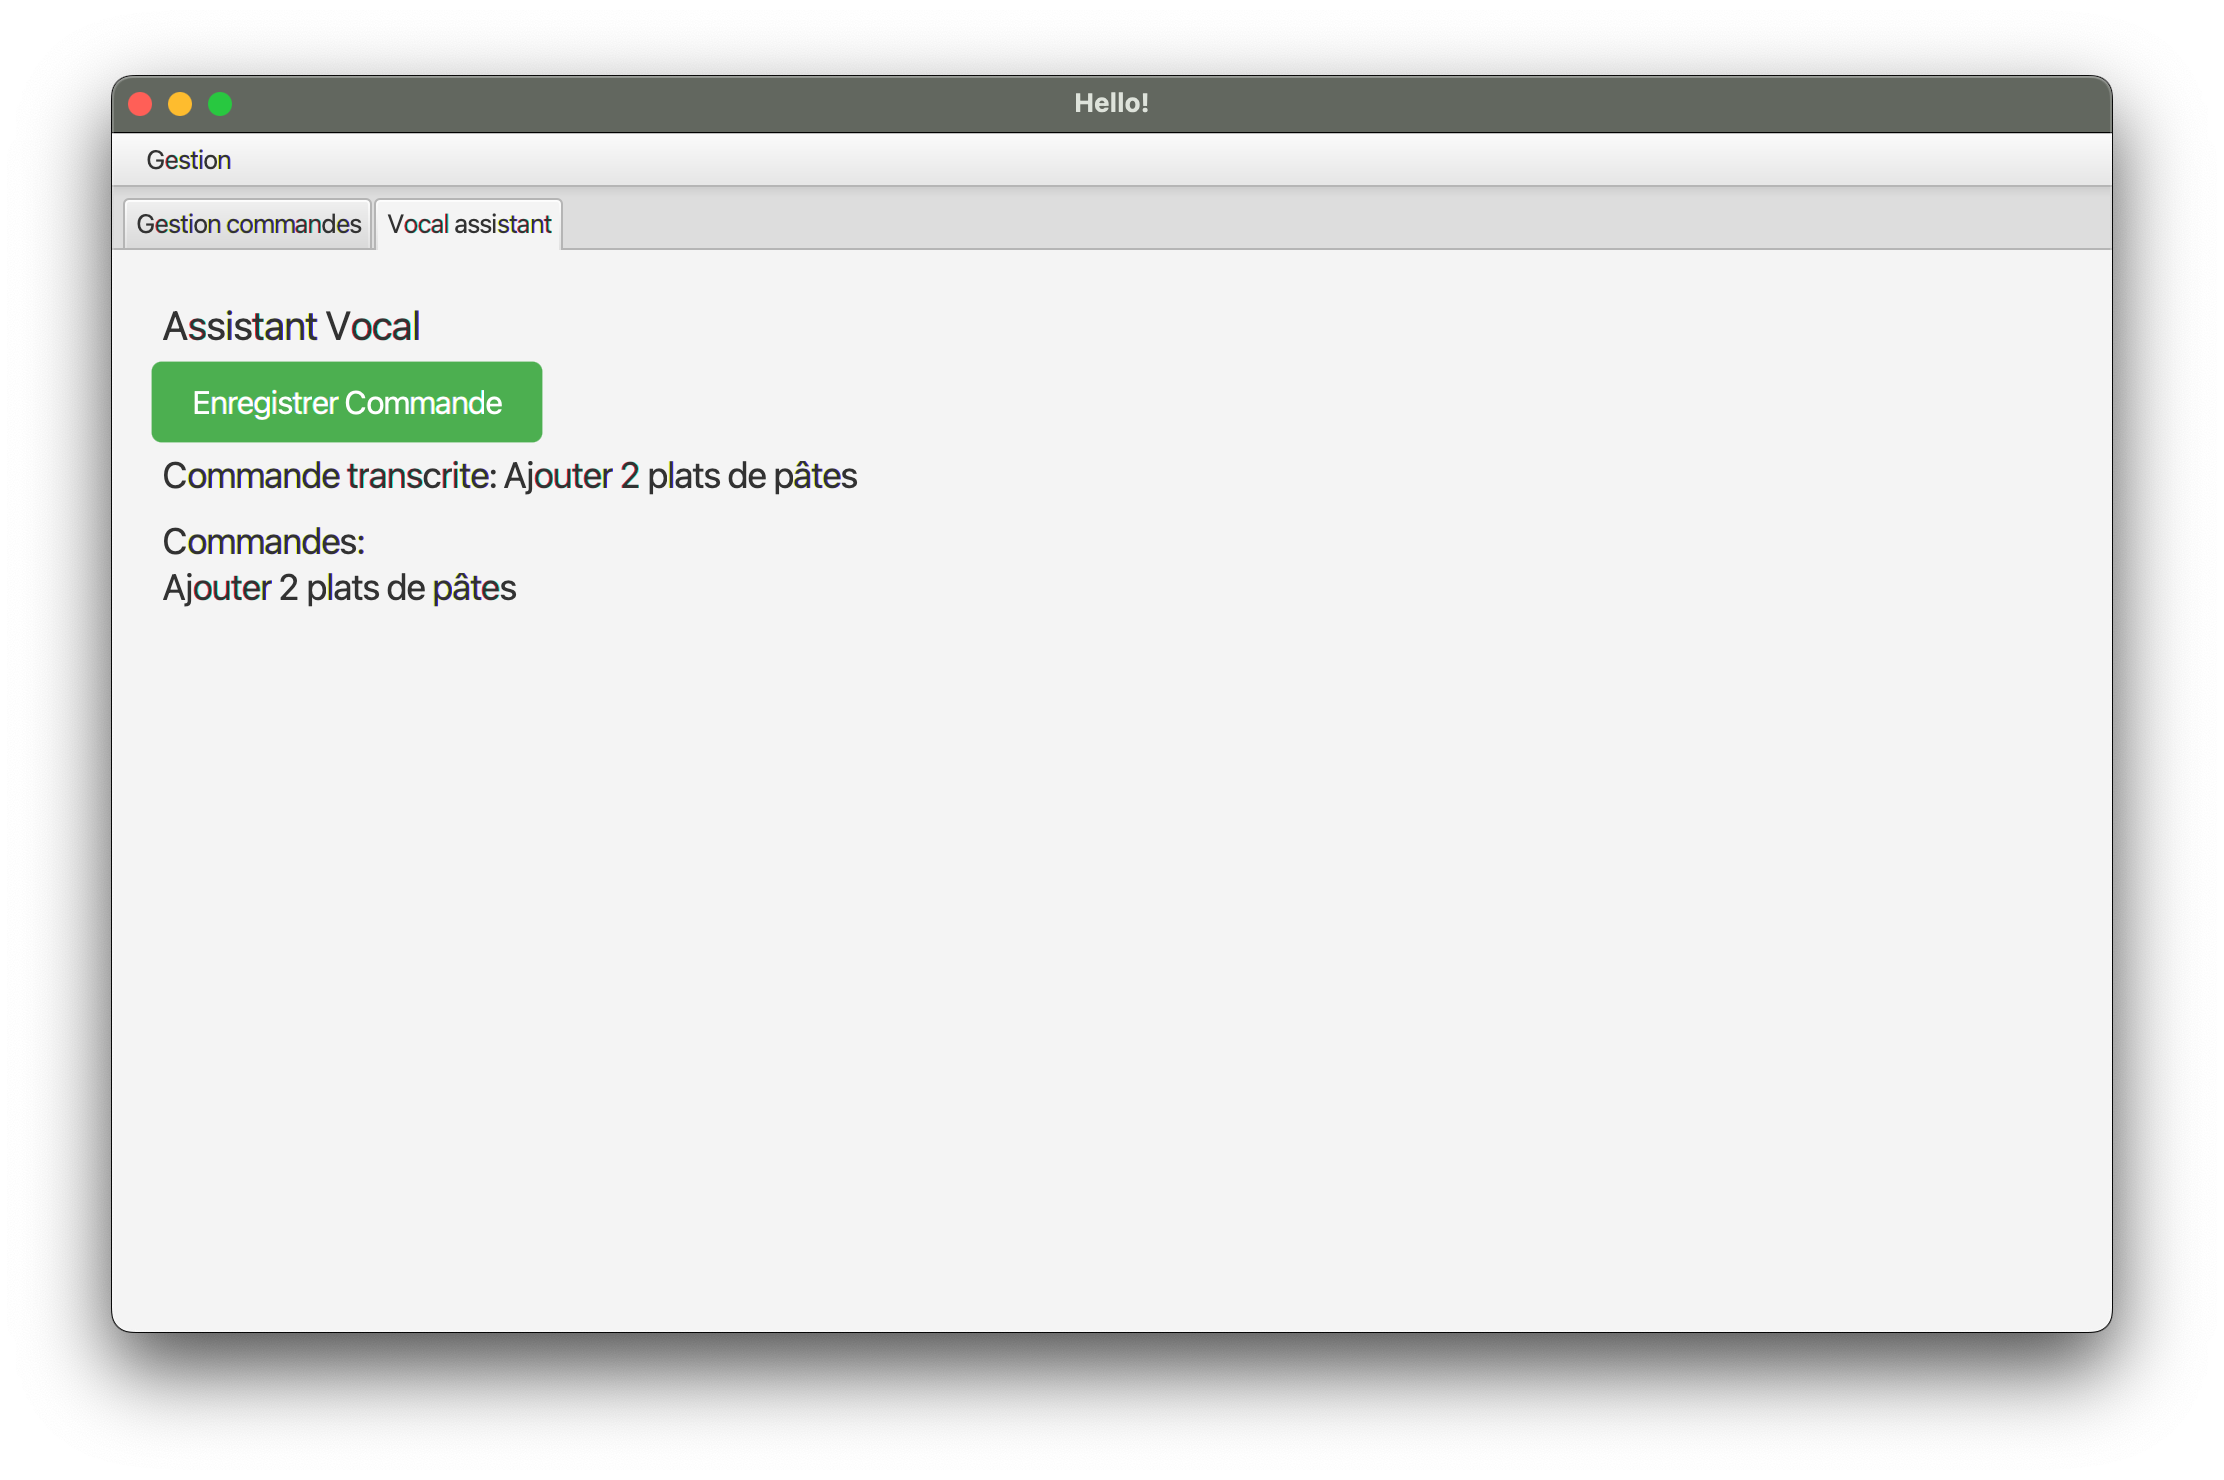 Hello!
Gestion
Gestion commandes
Vocal assistant
Assistant Vocal
Enregistrer Commande
Commande transcrite: Ajouter 2 plats de pâtes
Commandes:
Ajouter 2 plats de pâtes